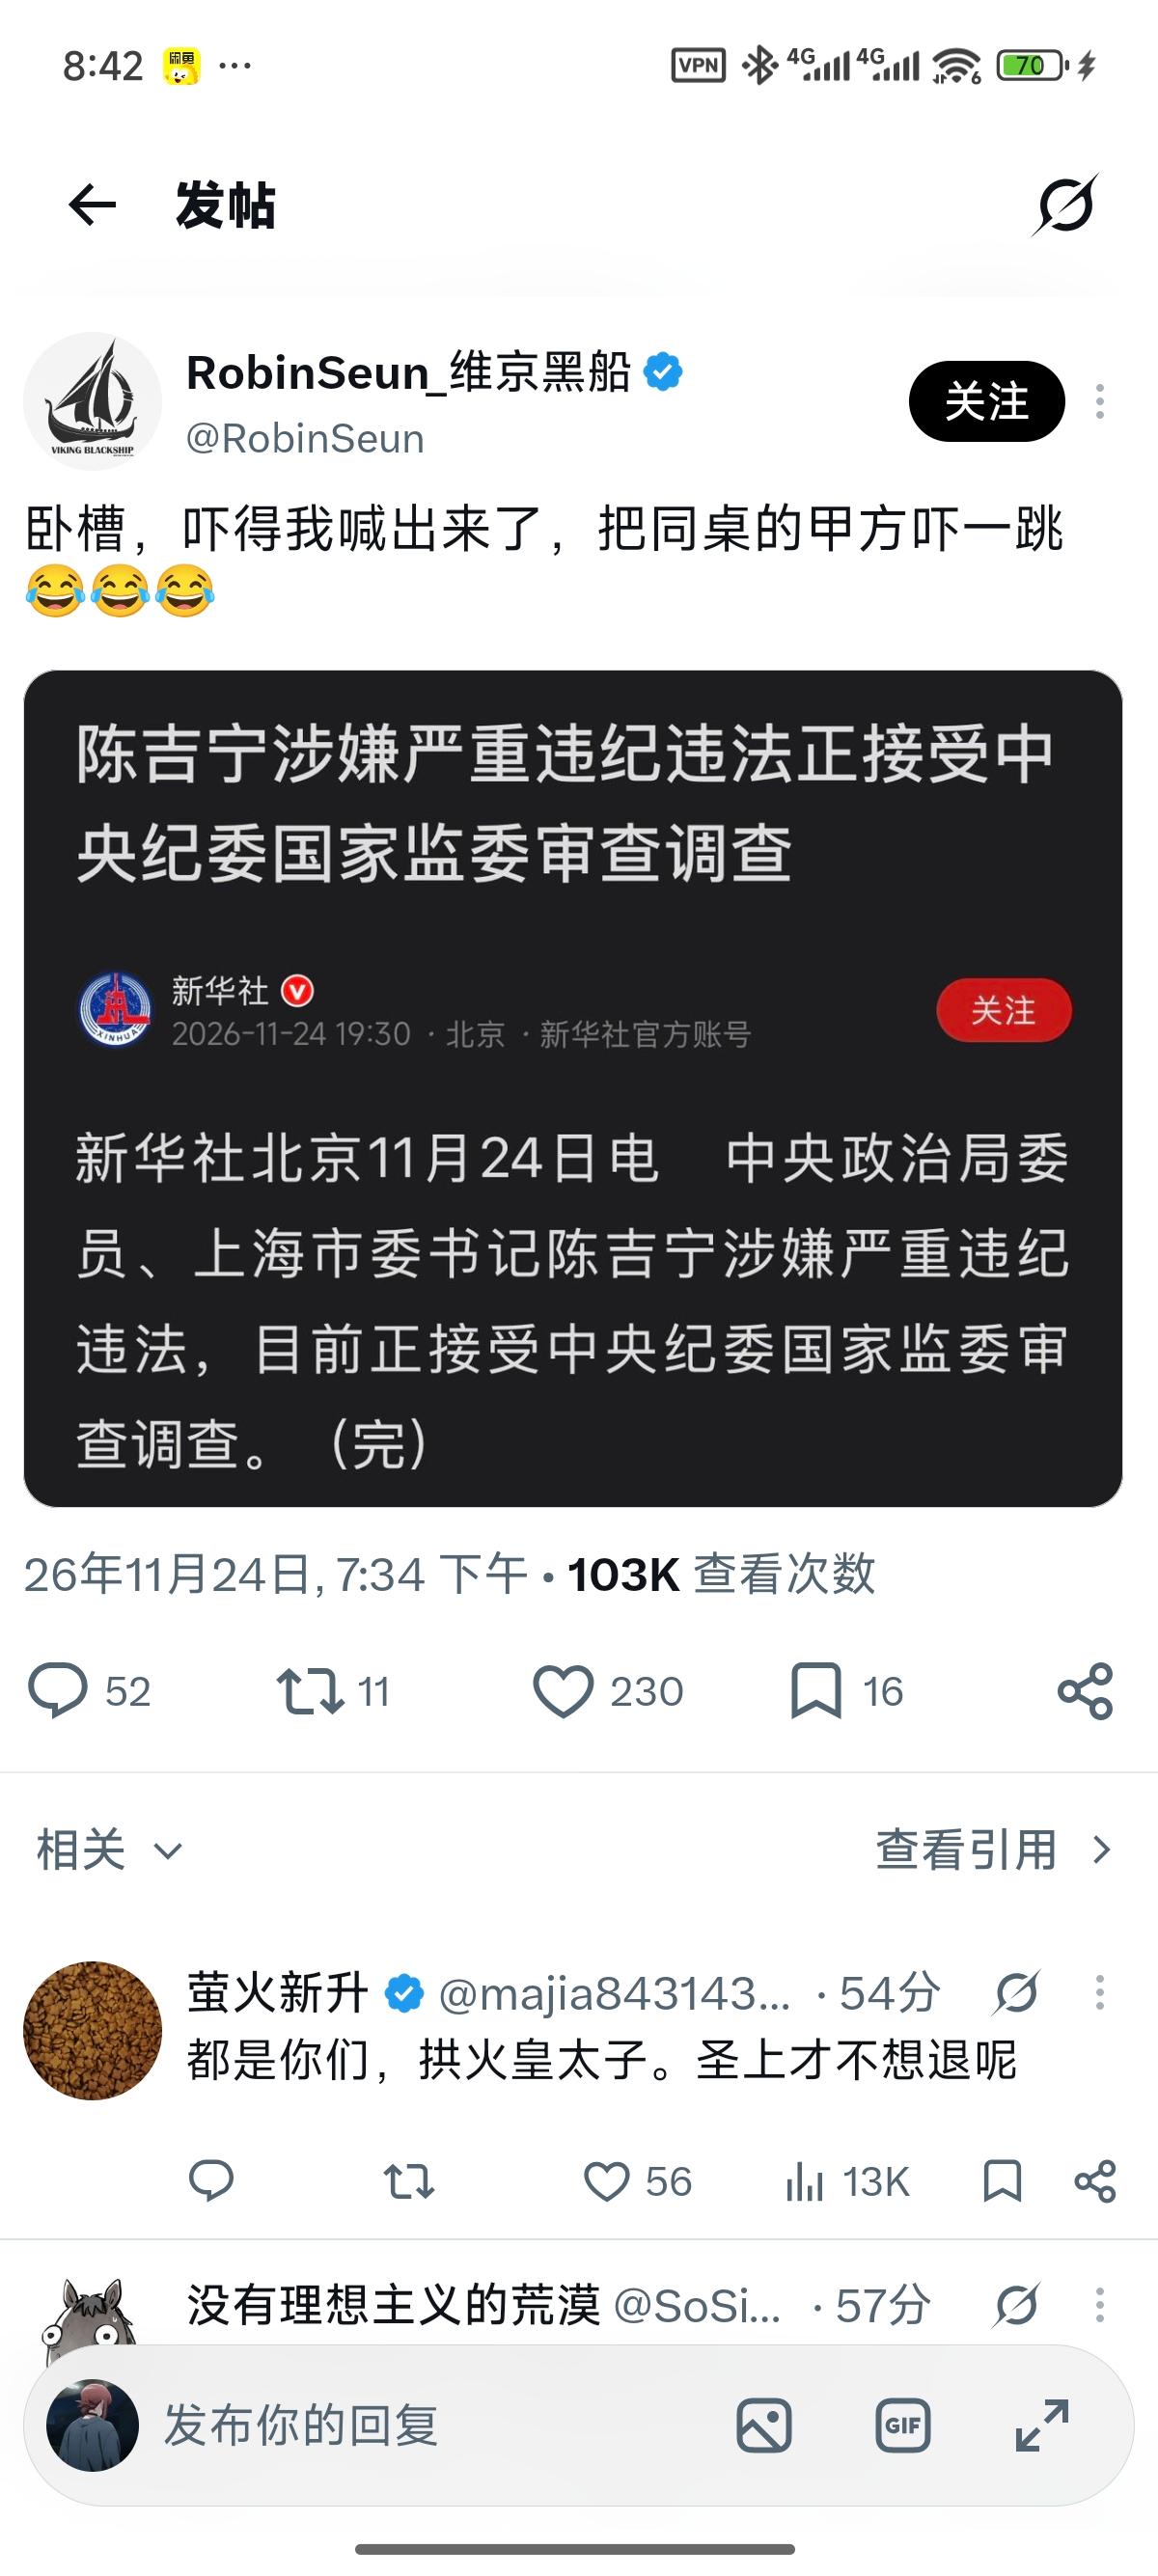 8:42 闲鱼 ...
VPN 4G 4G 6 70
发帖
RobinSeun_维京黑船
@RobinSeun
关注
VIKING BLACKSHIP
卧槽，吓得我喊出来了，把同桌的甲方吓一跳
😂😂😂
陈吉宁涉嫌严重违纪违法正接受中
央纪委国家监委审查调查
新华社
XINHUA
2026-11-24 19:30 · 北京 · 新华社官方账号
关注
新华社北京11月24日电 中央政治局委
员、上海市委书记陈吉宁涉嫌严重违纪
违法，目前正接受中央纪委国家监委审
查调查。（完）
26年11月24日, 7:34 下午 · 103K 查看次数
52 11 230 16
相关 查看引用
萤火新升 @majia843143... · 54分
都是你们，拱火皇太子。圣上才不想退呢
56 13K
没有理想主义的荒漠 @SoSi... · 57分
发布你的回复
GIF